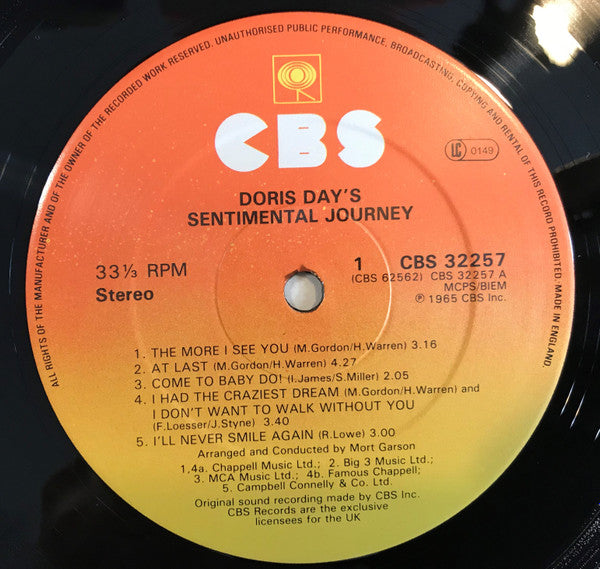 ALL RIGHTS OF THE MANUFACTURER AND OF THE OWNER OF THE RECORDED WORK RESERVED. UNAUTHORISED PUBLIC PERFORMANCE, BROADCASTING, COPYING AND RENTAL OF THIS RECORD PROHIBITED. MADE IN ENGLAND.
CBS
LC 0149
DORIS DAY'S
SENTIMENTAL JOURNEY
33⅓ RPM
Stereo
1 CBS 32257
(CBS 62562) CBS 32257 A
MCPS/BIEM
℗ 1965 CBS Inc.
1. THE MORE I SEE YOU (M.Gordon/H.Warren) 3.16
2. AT LAST (M.Gordon/H.Warren) 4.27
3. COME TO BABY DO! (I.James/S.Miller) 2.05
4. I HAD THE CRAZIEST DREAM (M.Gordon/H.Warren) and
I DON'T WANT TO WALK WITHOUT YOU
(F.Loesser/J.Styne) 3.40
5. I'LL NEVER SMILE AGAIN (R.Lowe) 3.00
Arranged and Conducted by Mort Garson
1.4a. Chappell Music Ltd.; 2. Big 3 Music Ltd.;
3. MCA Music Ltd.; 4b. Famous Chappell;
5. Campbell Connelly & Co. Ltd.
Original sound recording made by CBS Inc.
CBS Records are the exclusive
licensees for the UK